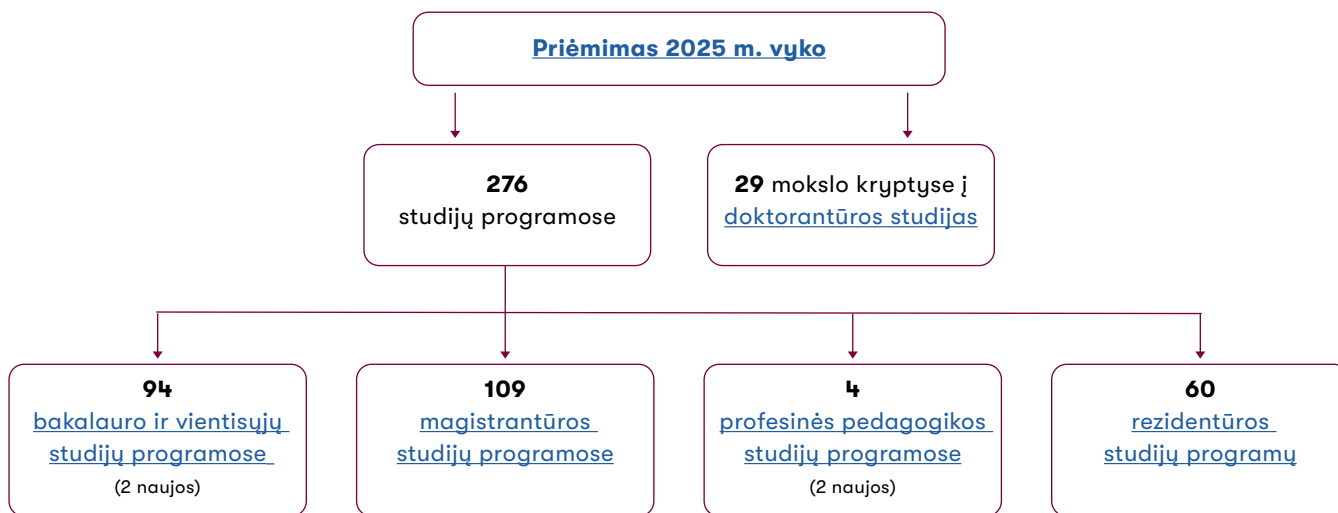 Priėmimas 2025 m. vyko
276
studijų programose
29 mokslo kryptyse į
doktorantūros studijas
94
bakalauro ir vientisųjų
studijų programose
(2 naujos)
109
magistrantūros
studijų programose
4
profesinės pedagogikos
studijų programose
(2 naujos)
60
rezidentūros
studijų programų